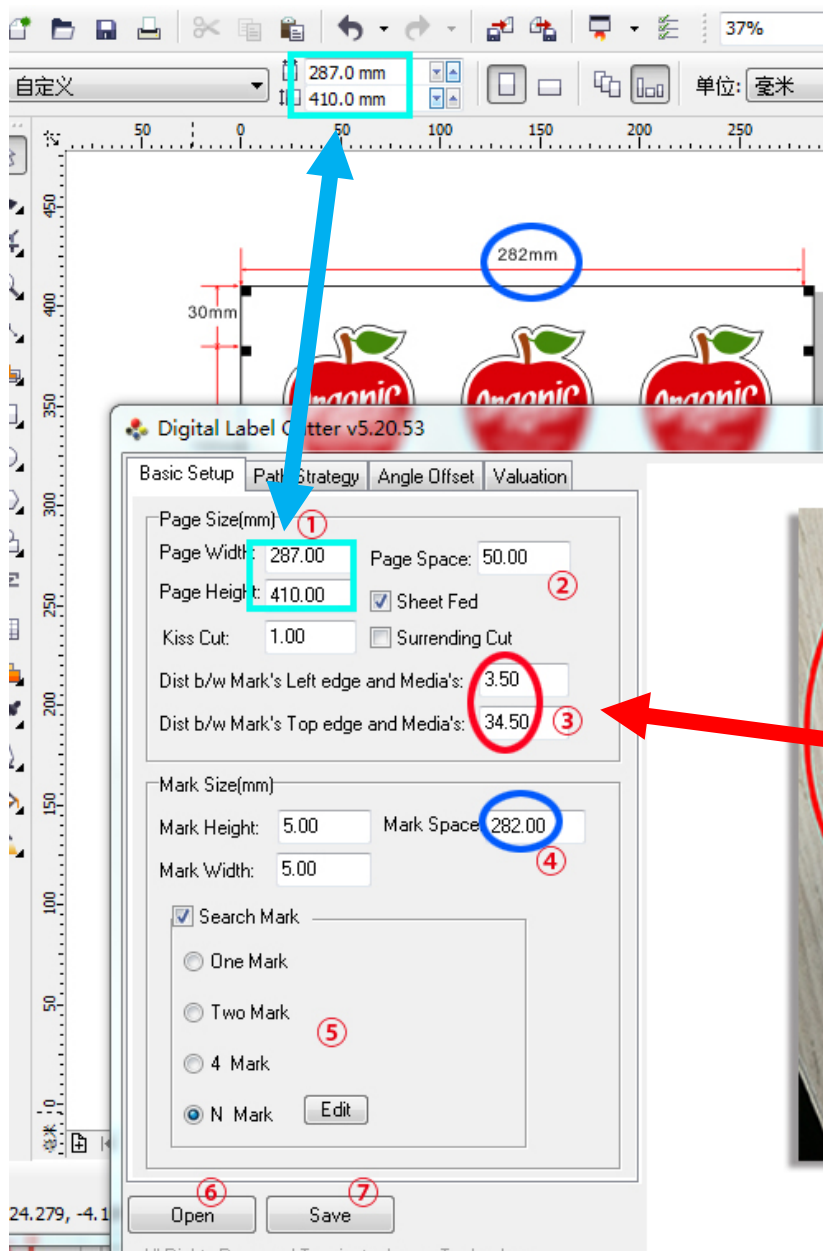 37%
自定义
287.0 mm
410.0 mm
单位: 毫米
50 0 50 100 150 200 250
450
400
350
300
250
200
150
100
50
0
282mm
30mm
Organic
Organic
Organic
Digital Label Cutter v5.20.53
Basic Setup Path Strategy Angle Offset Valuation
Page Size(mm) ①
Page Width: 287.00 Page Space: 50.00 ②
Page Height: 410.00 Sheet Fed
Kiss Cut: 1.00 Surrending Cut
Dist b/w Mark's Left edge and Media's: 3.50
Dist b/w Mark's Top edge and Media's: 34.50 ③
Mark Size(mm)
Mark Height: 5.00 Mark Space 282.00
Mark Width: 5.00 ④
Search Mark
One Mark
Two Mark
⑤
4 Mark
N Mark Edit
⑥ ⑦
24.279, -4.1 Open Save